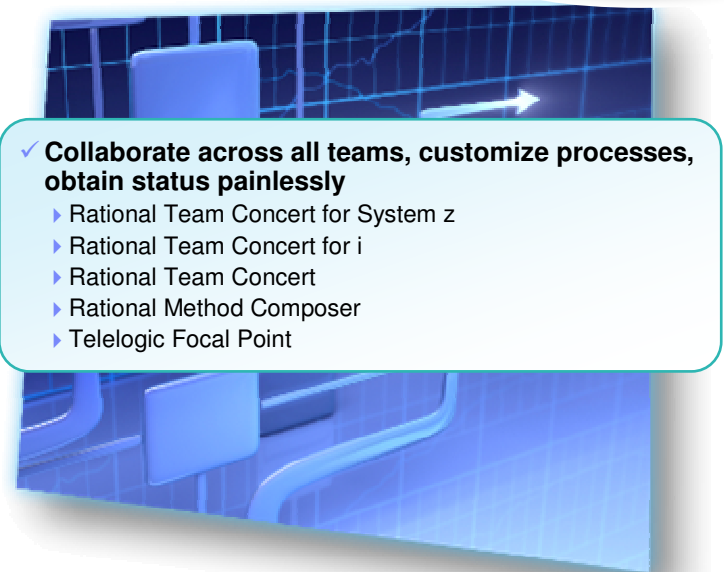 ✓ Collaborate across all teams, customize processes,
obtain status painlessly
Rational Team Concert for System z
Rational Team Concert for i
Rational Team Concert
Rational Method Composer
Telelogic Focal Point